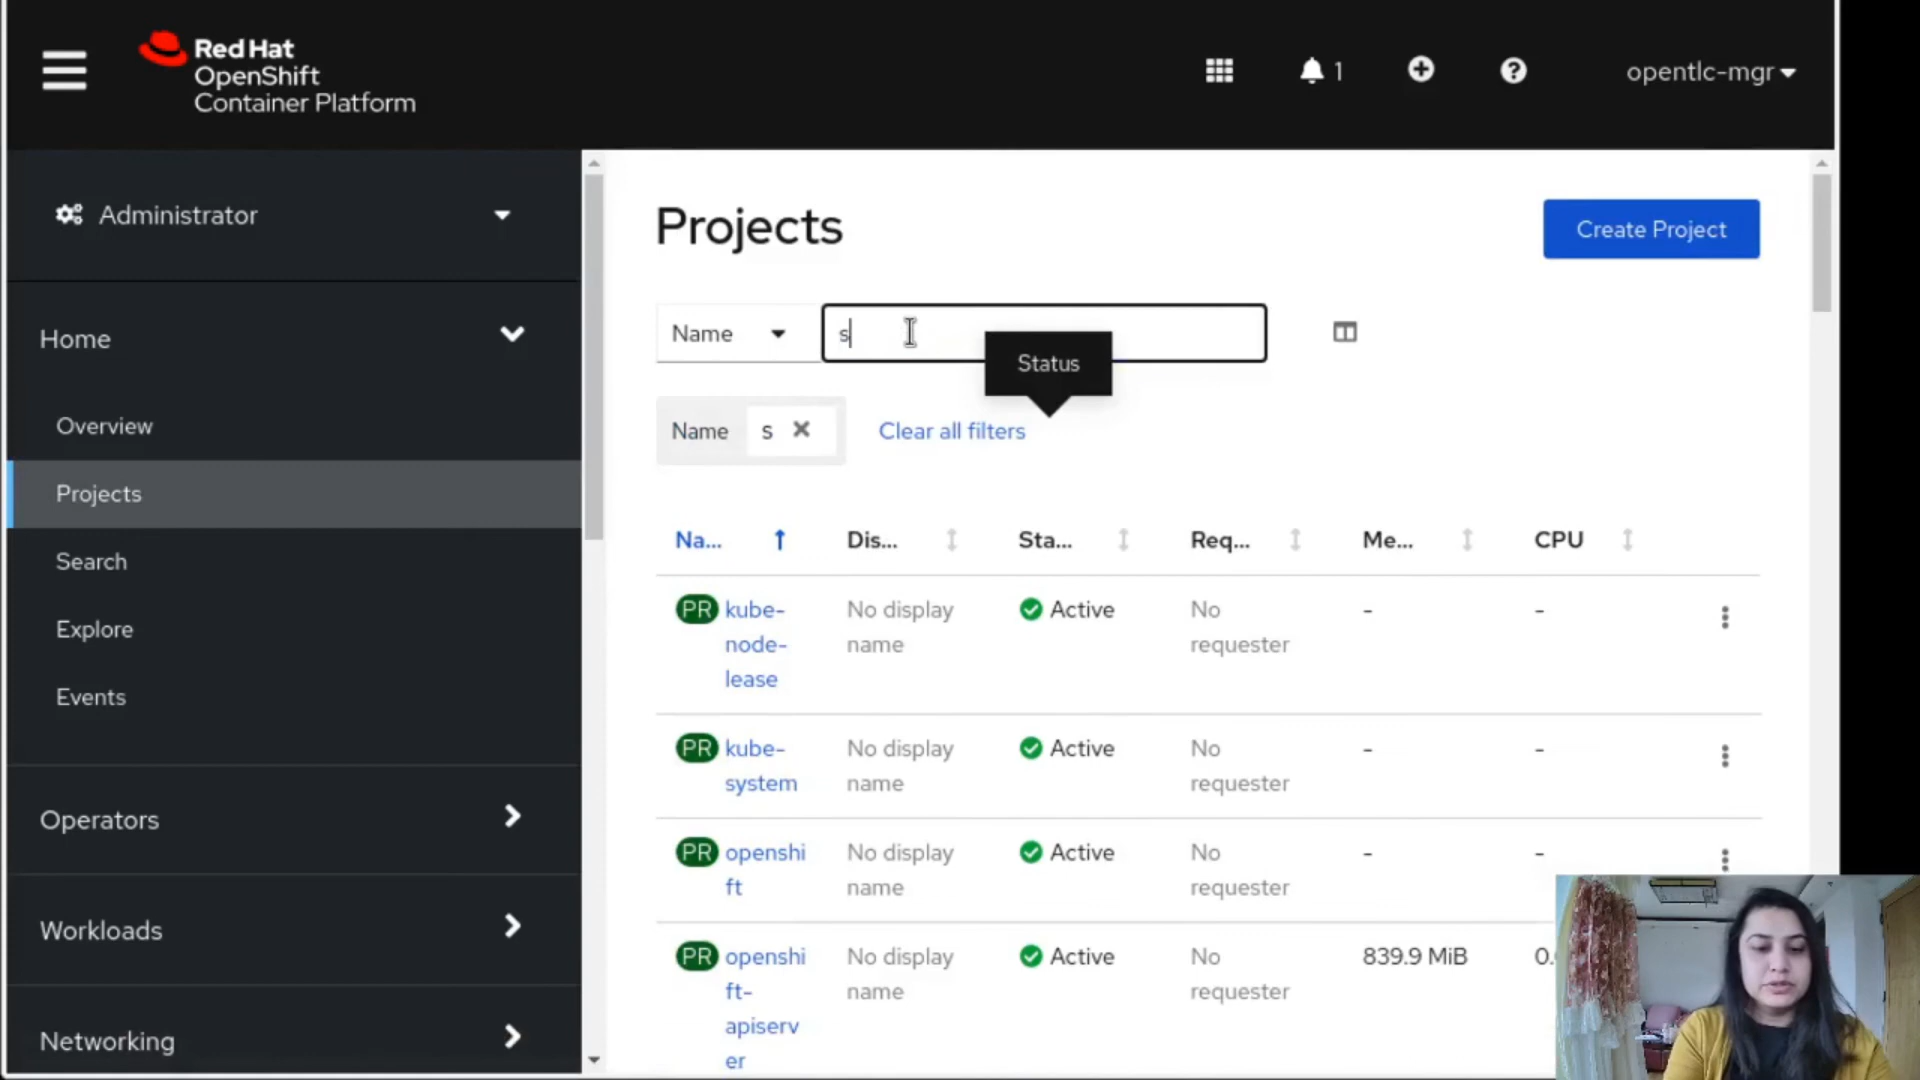 Red Hat
OpenShift
Container Platform
1
opentlc-mgr
Administrator
Home
Overview
Projects
Search
Explore
Events
Operators
Workloads
Networking
Projects
Create Project
Name
s
Status
Name s
Clear all filters
Na... Dis... Sta... Req... Me... CPU
PR kube- No display Active No - -
node- name requester
lease
PR kube- No display Active No - -
system name requester
PR openshi No display Active No - -
ft name requester
PR openshi No display Active No 839.9 MiB 0.
ft- name requester
apiserv
er